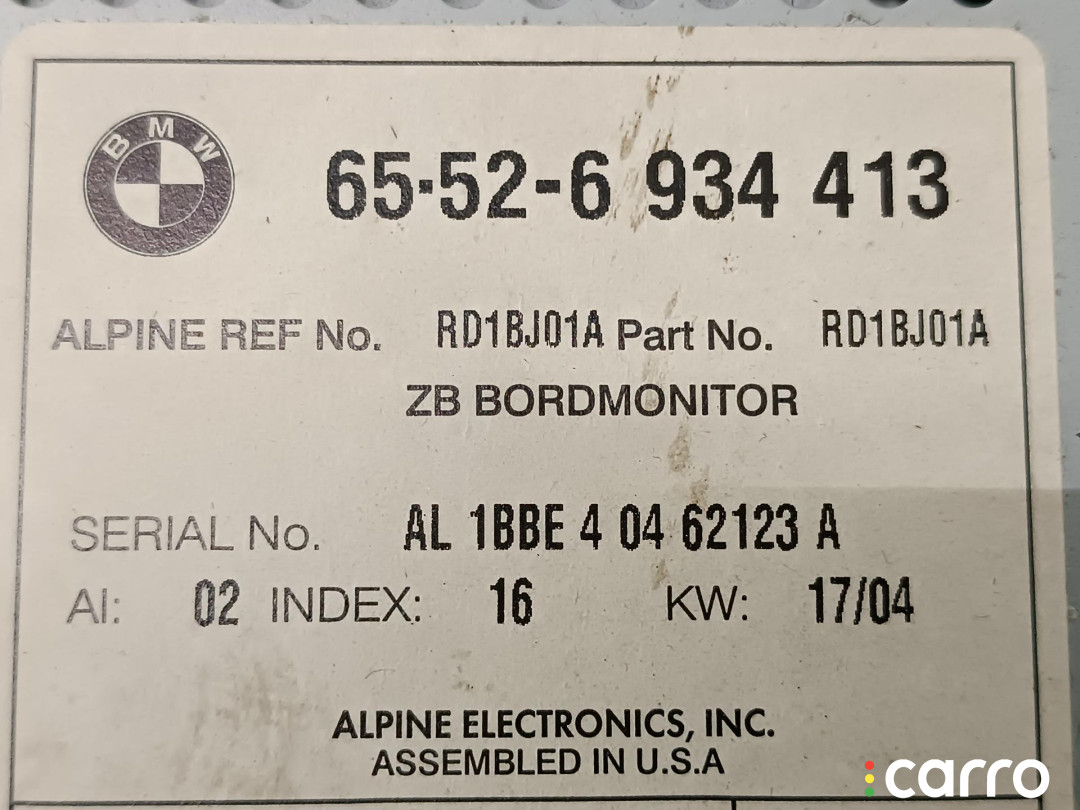 BMW
65·52-6 934 413
ALPINE REF No. RD1BJ01A Part No. RD1BJ01A
ZB BORDMONITOR
SERIAL No. AL 1BBE 4 04 62123 A
AI: 02 INDEX: 16 KW: 17/04
ALPINE ELECTRONICS, INC.
ASSEMBLED IN U.S.A
carro